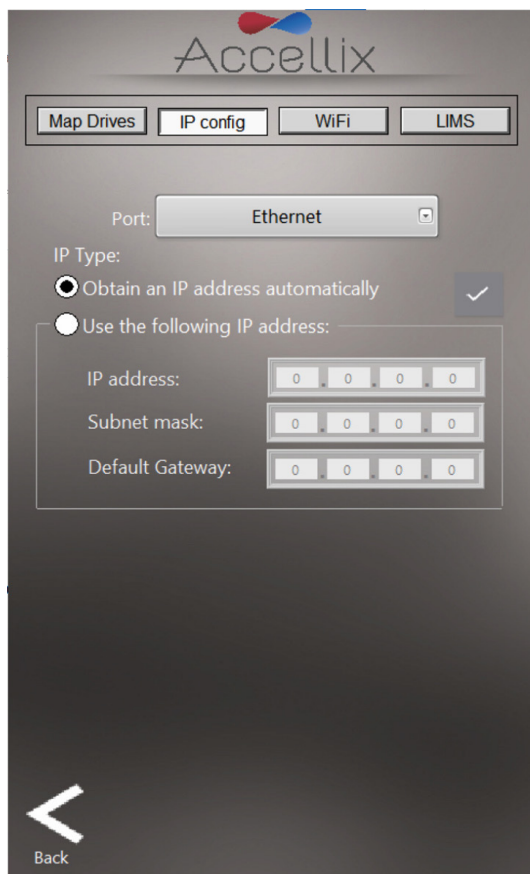 Accellix
Map Drives IP config WiFi LIMS
Port: Ethernet
IP Type:
Obtain an IP address automatically
Use the following IP address:
IP address: 0 . 0 . 0 . 0
Subnet mask: 0 . 0 . 0 . 0
Default Gateway: 0 . 0 . 0 . 0
Back